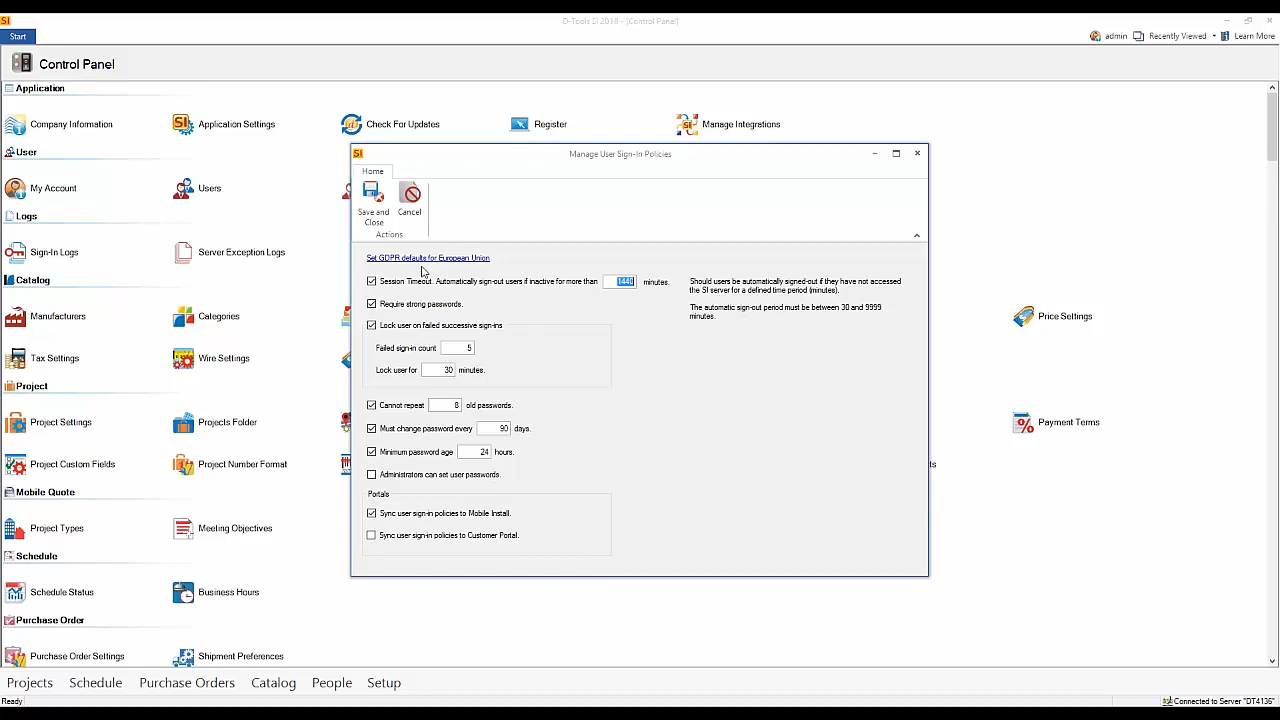 SI
D-Tools SI 2018 - [Control Panel]
Start
admin
Recently Viewed
Learn More
Control Panel
Application
Company Information
Application Settings
Check For Updates
Register
Manage Integrations
User
My Account
Users
Logs
Sign-In Logs
Server Exception Logs
Catalog
Manufacturers
Categories
Price Settings
Tax Settings
Wire Settings
Project
Project Settings
Projects Folder
Payment Terms
Project Custom Fields
Project Number Format
Mobile Quote
Project Types
Meeting Objectives
Schedule
Schedule Status
Business Hours
Purchase Order
Purchase Order Settings
Shipment Preferences
SI
Manage User Sign-In Policies
Home
Save and
Close
Cancel
Actions
Set GDPR defaults for European Union
Session Timeout. Automatically sign-out users if inactive for more than 1440 minutes.
Should users be automatically signed-out if they have not accessed
the SI server for a defined time period (minutes).
The automatic sign-out period must be between 30 and 9999
minutes.
Require strong passwords.
Lock user on failed successive sign-ins
Failed sign-in count 5
Lock user for 30 minutes.
Cannot repeat 8 old passwords.
Must change password every 90 days.
Minimum password age 24 hours.
Administrators can set user passwords.
Portals
Sync user sign-in policies to Mobile Install.
Sync user sign-in policies to Customer Portal.
Projects
Schedule
Purchase Orders
Catalog
People
Setup
Ready
Connected to Server "DT4136"